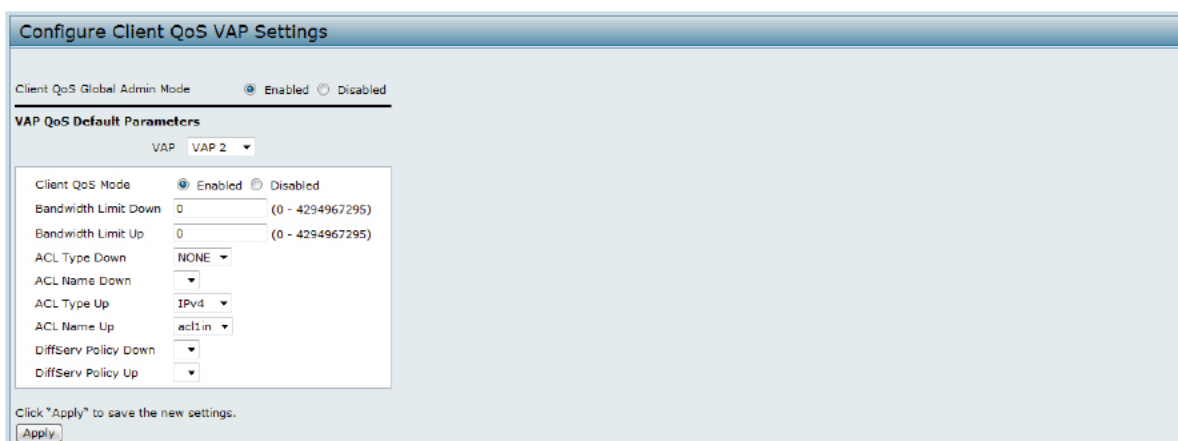 Configure Client QoS VAP Settings
Client QoS Global Admin Mode Enabled Disabled
VAP QoS Default Parameters
VAP VAP 2
Client QoS Mode Enabled Disabled
Bandwidth Limit Down 0 (0 - 4294967295)
Bandwidth Limit Up 0 (0 - 4294967295)
ACL Type Down NONE
ACL Name Down
ACL Type Up IPv4
ACL Name Up acl1in
DiffServ Policy Down
DiffServ Policy Up
Click "Apply" to save the new settings.
Apply